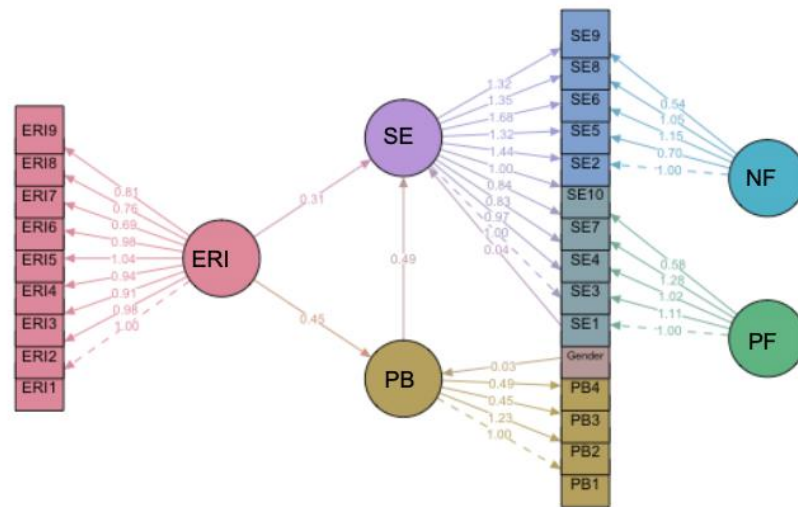 ERI9
ERI8
ERI7
ERI6
ERI5
ERI4
ERI3
ERI2
ERI1
0.81
0.76
0.69
0.98
1.04
0.94
0.91
0.98
1.00
ERI
0.31
0.45
SE
0.49
PB
1.32
1.35
1.68
1.32
1.44
1.00
0.84
0.83
0.97
1.00
0.04
0.03
0.49
0.45
1.23
1.00
SE9
SE8
SE6
SE5
SE2
SE10
SE7
SE4
SE3
SE1
Gender
PB4
PB3
PB2
PB1
0.54
1.05
1.15
0.70
1.00
NF
0.58
1.28
1.02
1.11
1.00
PF